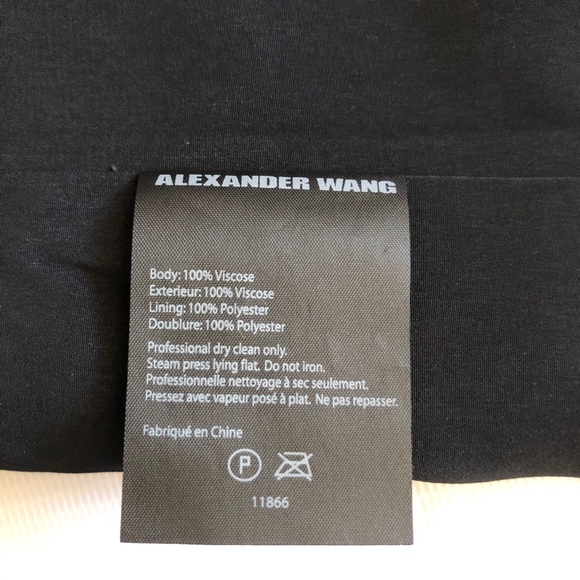 ALEXANDER WANG
Body: 100% Viscose
Exterieur: 100% Viscose
Lining: 100% Polyester
Doublure: 100% Polyester
Professional dry clean only.
Steam press lying flat. Do not iron.
Professionnelle nettoyage à sec seulement.
Pressez avec vapeur posé à plat. Ne pas repasser.
Fabriqué en Chine
P
11866